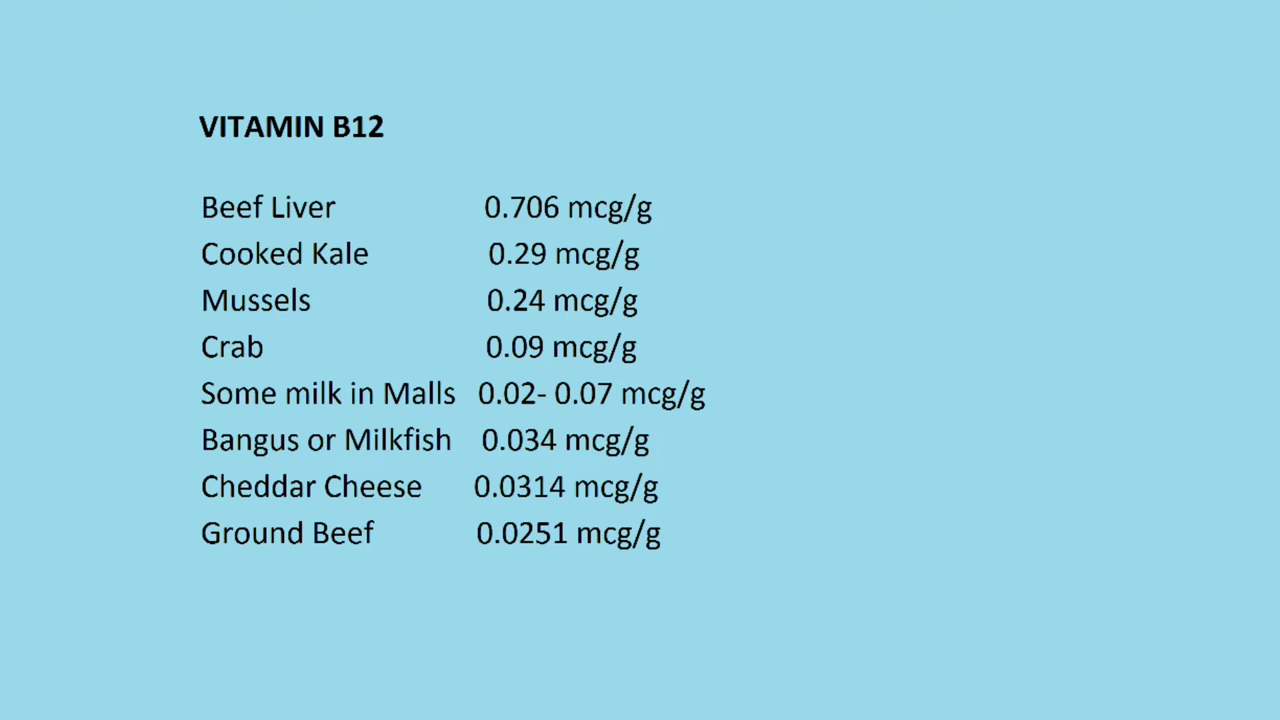 VITAMIN B12
Beef Liver 0.706 mcg/g
Cooked Kale 0.29 mcg/g
Mussels 0.24 mcg/g
Crab 0.09 mcg/g
Some milk in Malls 0.02- 0.07 mcg/g
Bangus or Milkfish 0.034 mcg/g
Cheddar Cheese 0.0314 mcg/g
Ground Beef 0.0251 mcg/g